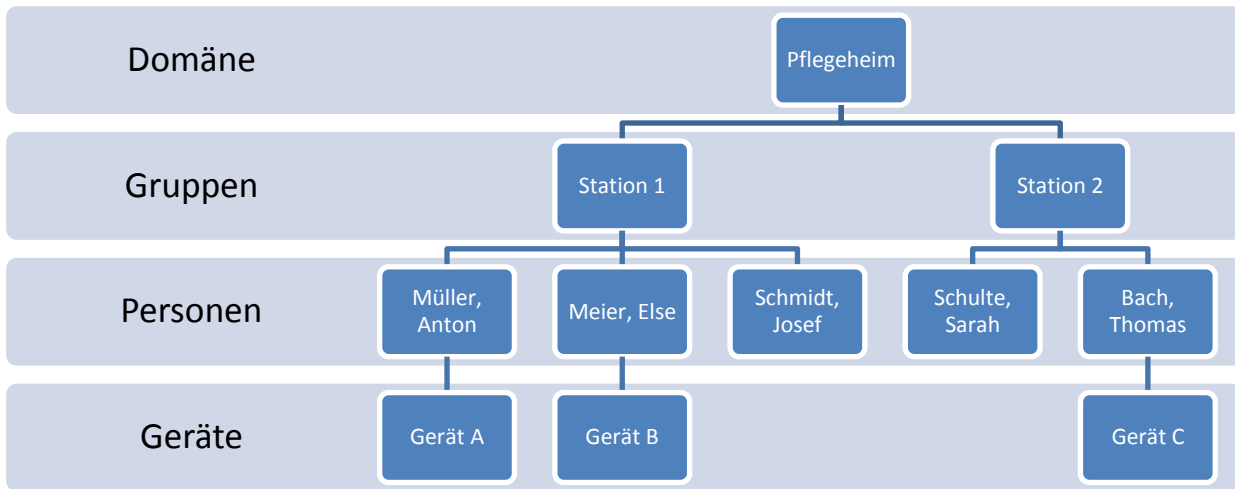 Domäne
Pflegeheim
Gruppen
Station 1
Station 2
Personen
Müller,
Anton
Meier, Else
Schmidt,
Josef
Schulte,
Sarah
Bach,
Thomas
Geräte
Gerät A
Gerät B
Gerät C